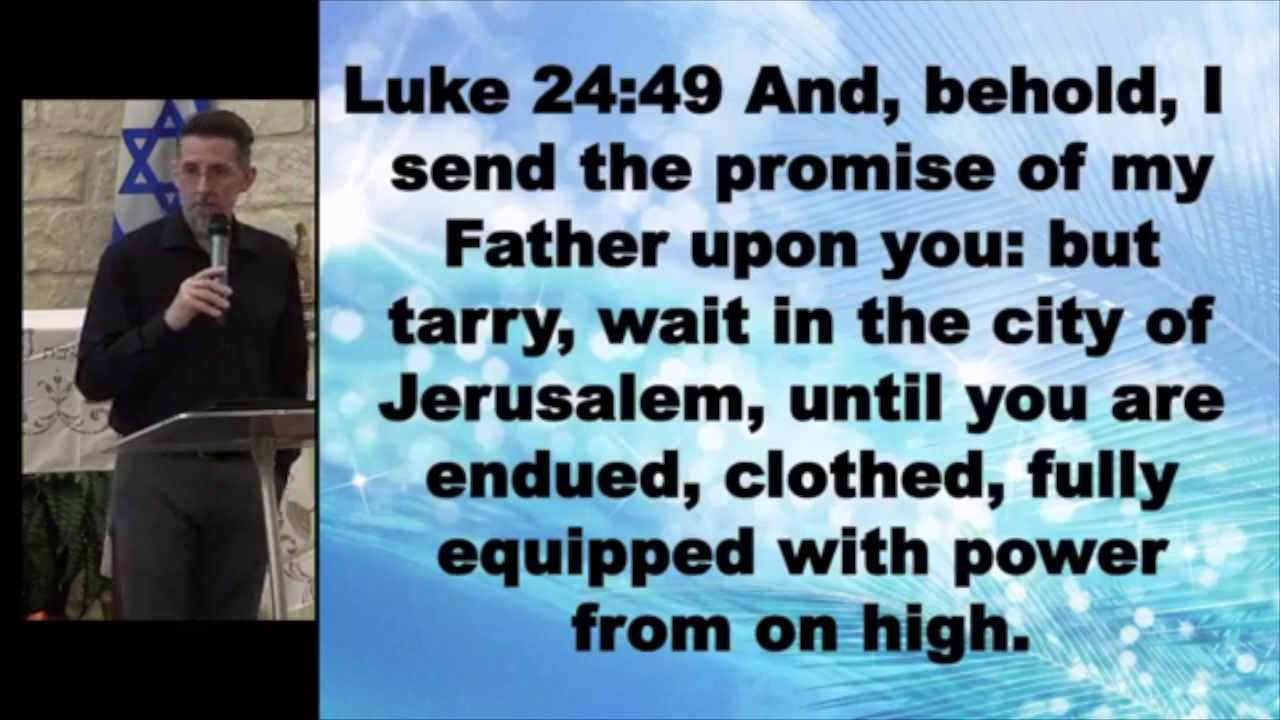 Luke 24:49 And, behold, I
send the promise of my
Father upon you: but
tarry, wait in the city of
Jerusalem, until you are
endued, clothed, fully
equipped with power
from on high.